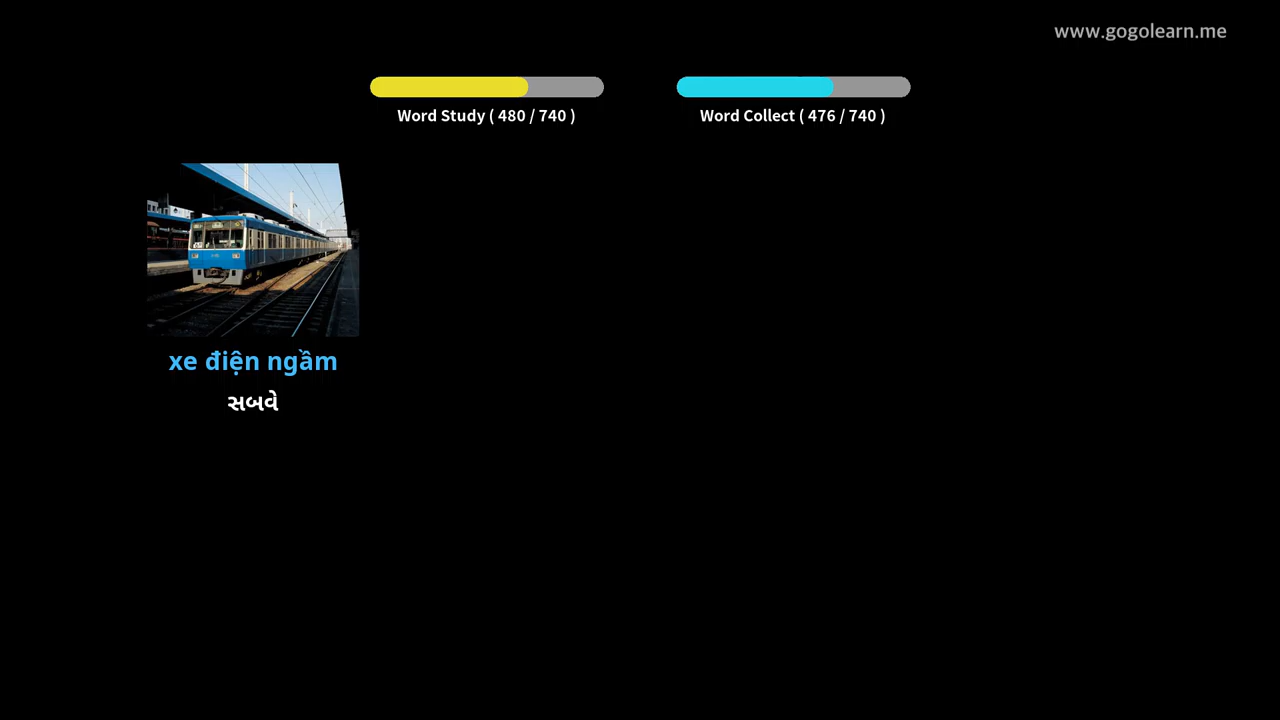 www.gogolearn.me
Word Study ( 480 / 740 )
Word Collect ( 476 / 740 )
xe điện ngầm
સબવે